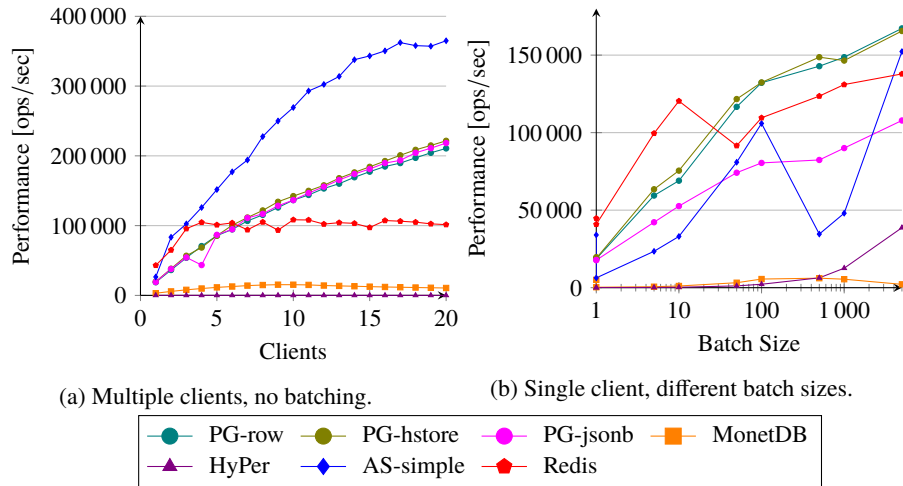 400 000
300 000
200 000
100 000
0
Performance [ops/sec]
0 5 10 15 20
Clients
(a) Multiple clients, no batching.
150 000
100 000
50 000
0
Performance [ops/sec]
1 10 100 1 000
Batch Size
(b) Single client, different batch sizes.
PG-row PG-hstore PG-jsonb MonetDB
HyPer AS-simple Redis